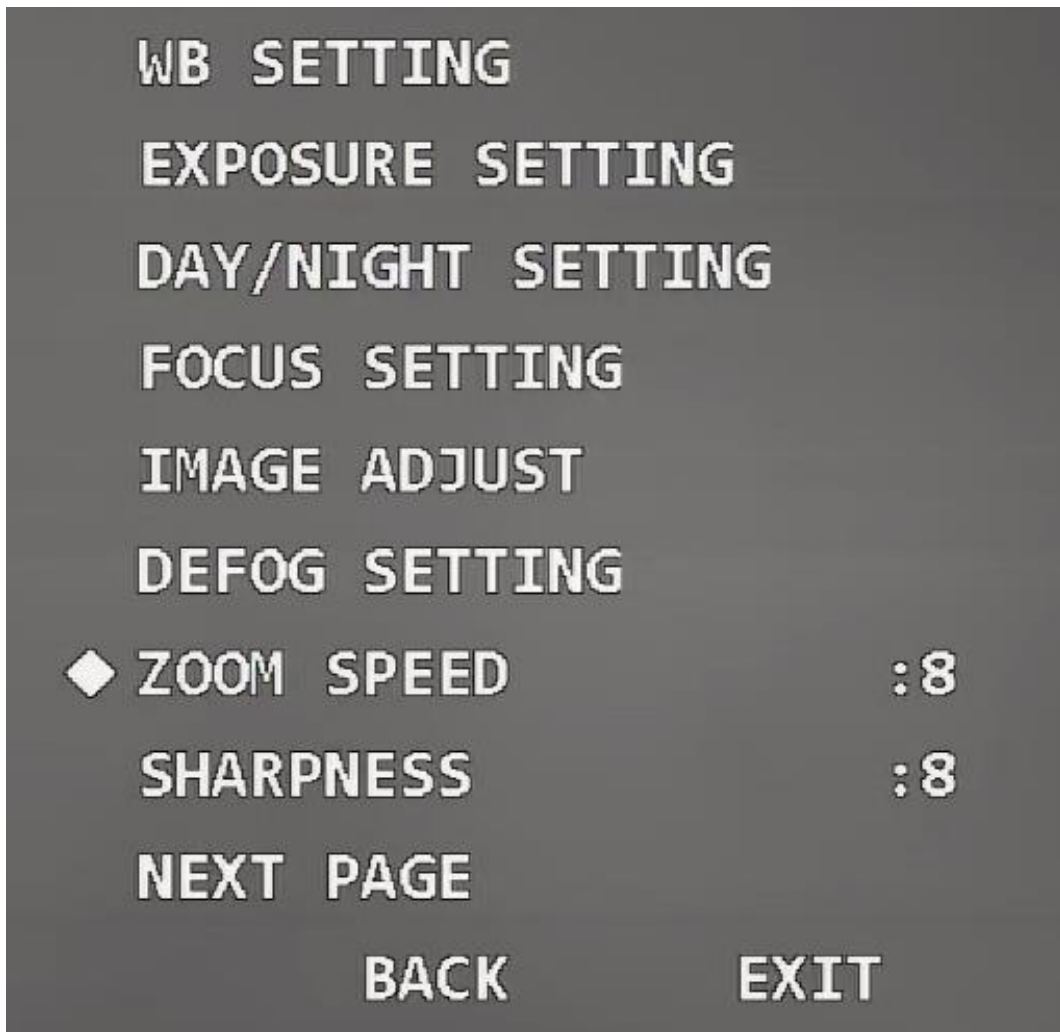 WB SETTING
EXPOSURE SETTING
DAY/NIGHT SETTING
FOCUS SETTING
IMAGE ADJUST
DEFOG SETTING
ZOOM SPEED :8
SHARPNESS :8
NEXT PAGE
BACK EXIT